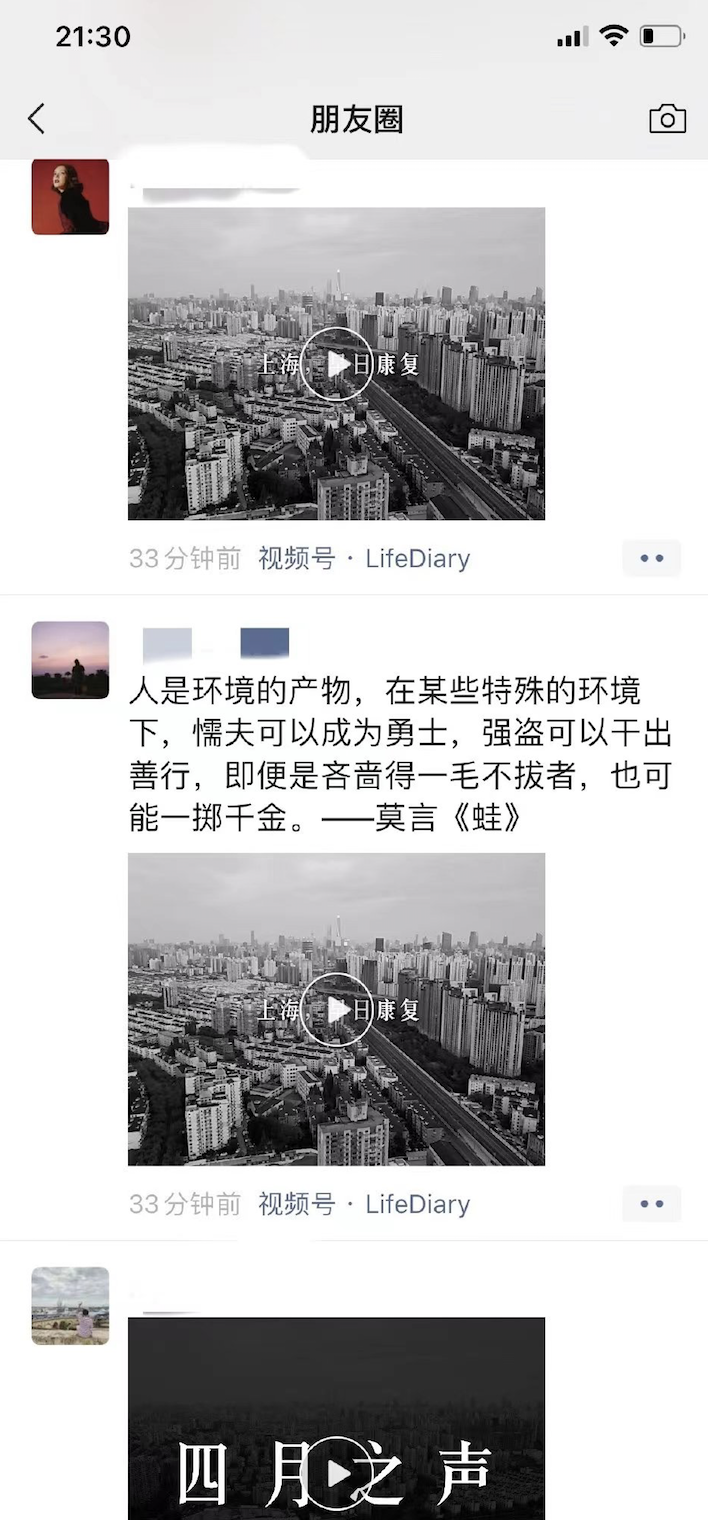 21:30
朋友圈
上海，日康复
33分钟前 视频号 · LifeDiary
人是环境的产物，在某些特殊的环境
下，懦夫可以成为勇士，强盗可以干出
善行，即便是吝啬得一毛不拔者，也可
能一掷千金。——莫言《蛙》
上海，日康复
33分钟前 视频号 · LifeDiary
四月之声